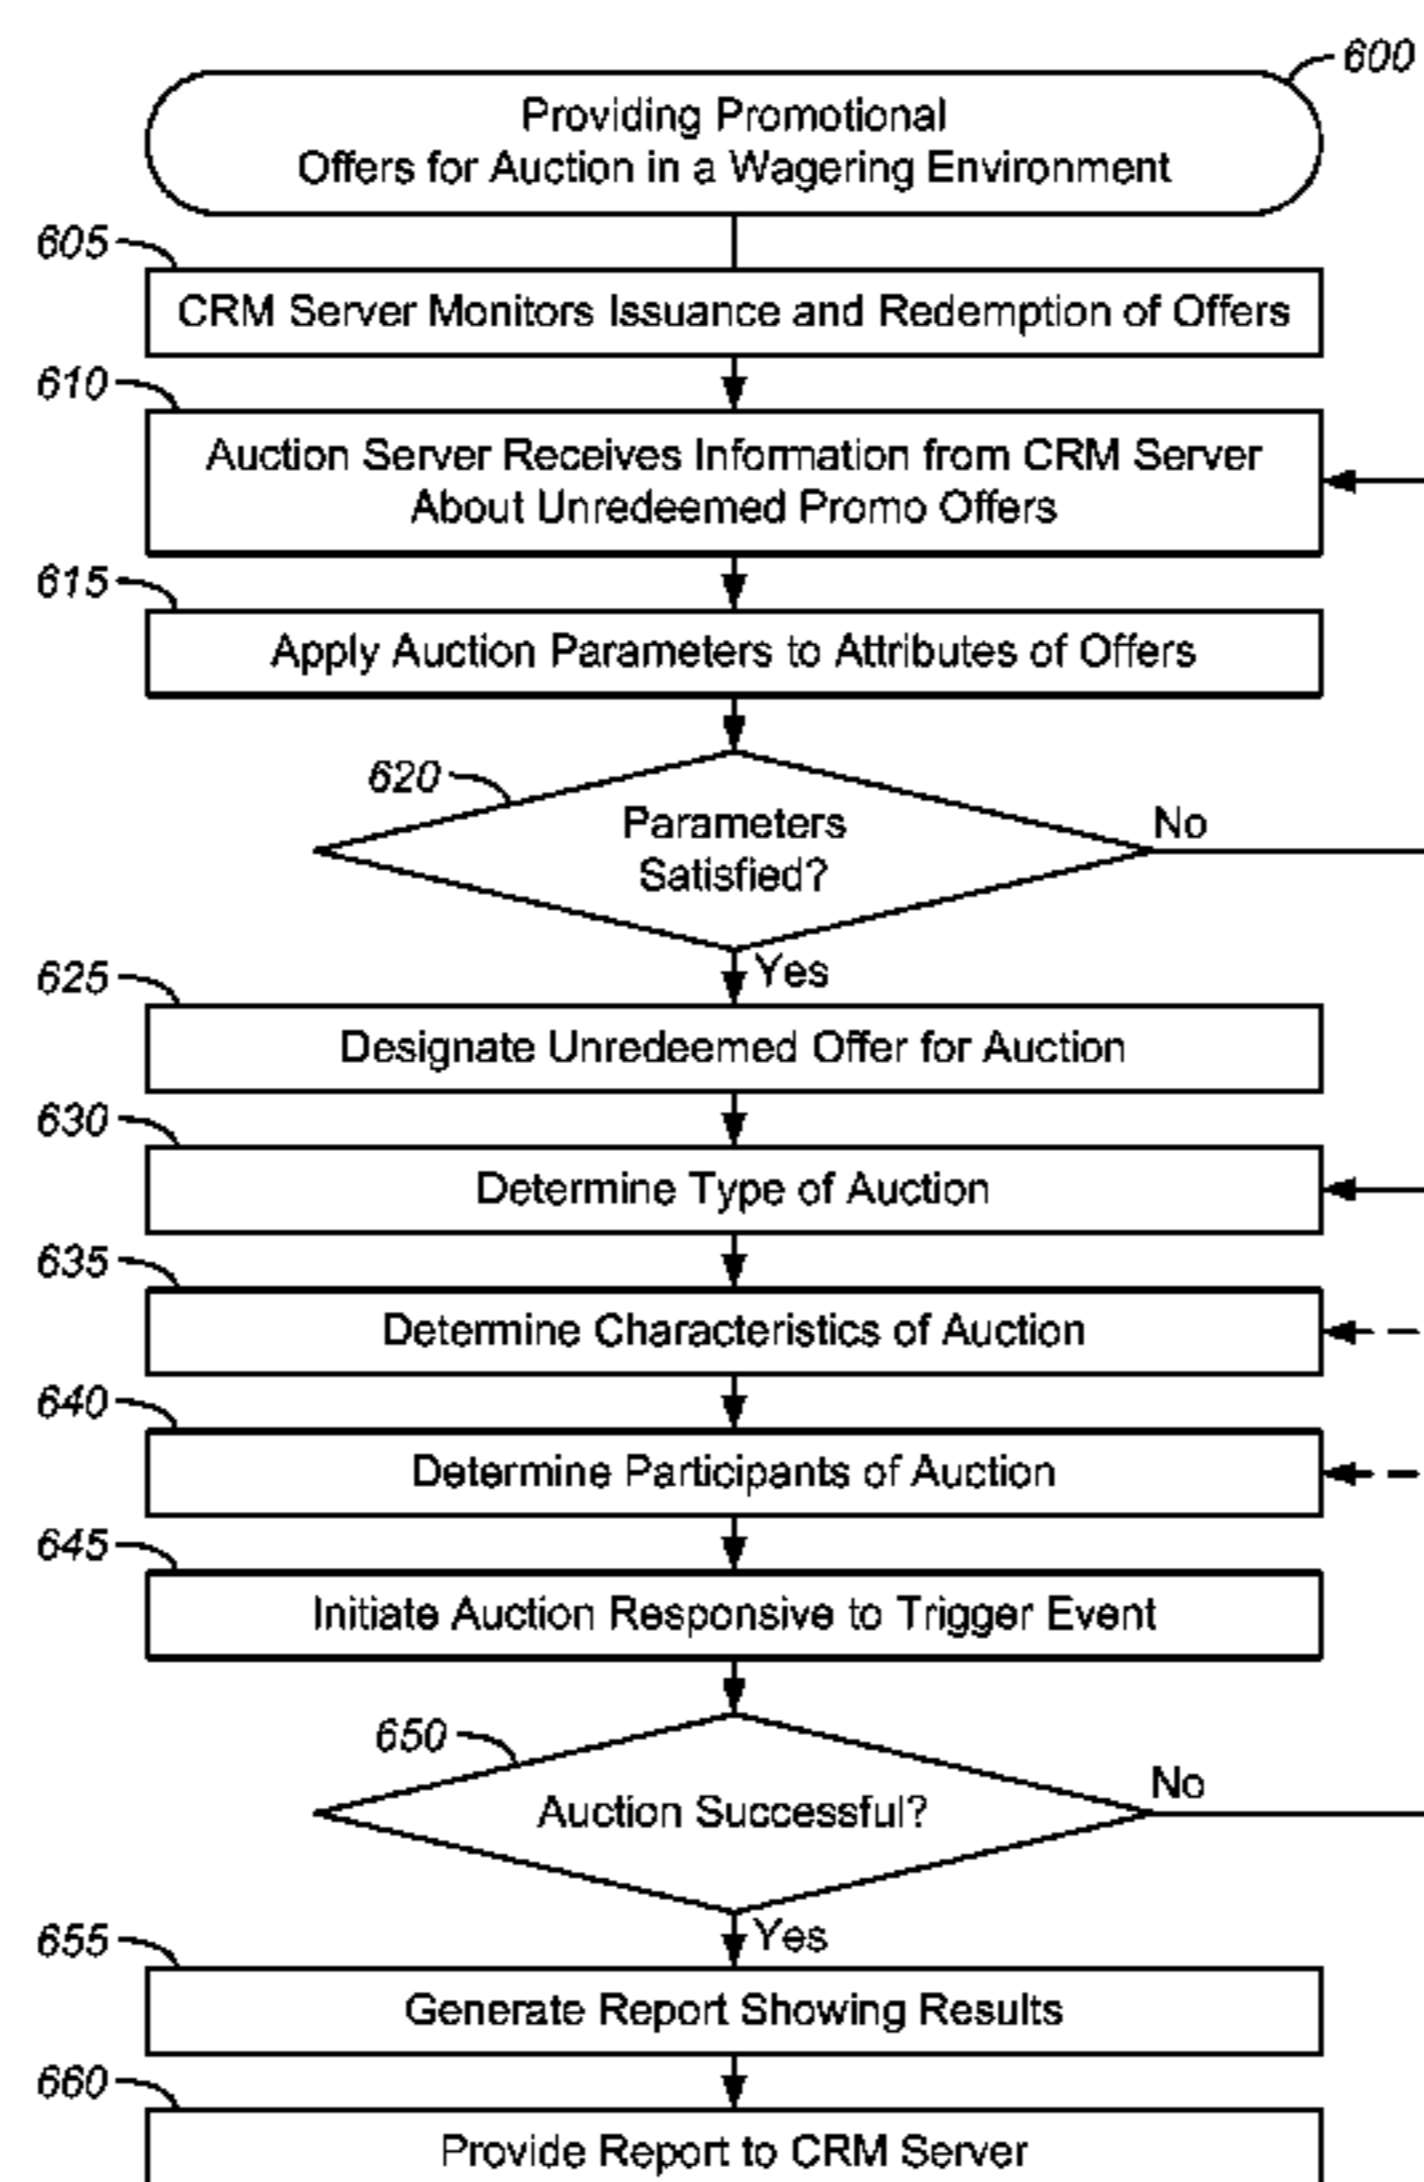 600
Providing Promotional
Offers for Auction in a Wagering Environment
605
CRM Server Monitors Issuance and Redemption of Offers
610
Auction Server Receives Information from CRM Server
About Unredeemed Promo Offers
615
Apply Auction Parameters to Attributes of Offers
620
Parameters
Satisfied?
No
Yes
625
Designate Unredeemed Offer for Auction
630
Determine Type of Auction
635
Determine Characteristics of Auction
640
Determine Participants of Auction
645
Initiate Auction Responsive to Trigger Event
650
Auction Successful?
No
Yes
655
Generate Report Showing Results
660
Provide Report to CRM Server